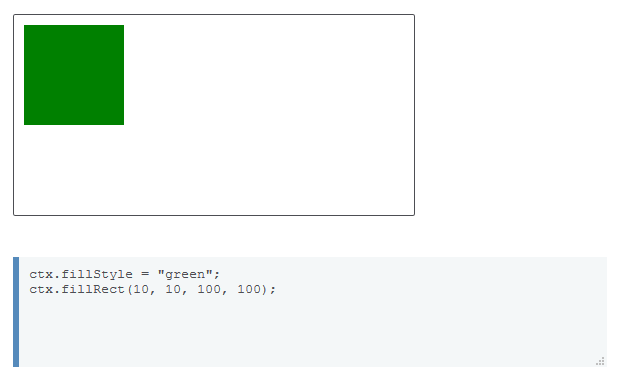 ctx.fillStyle = "green";
ctx.fillRect(10, 10, 100, 100);